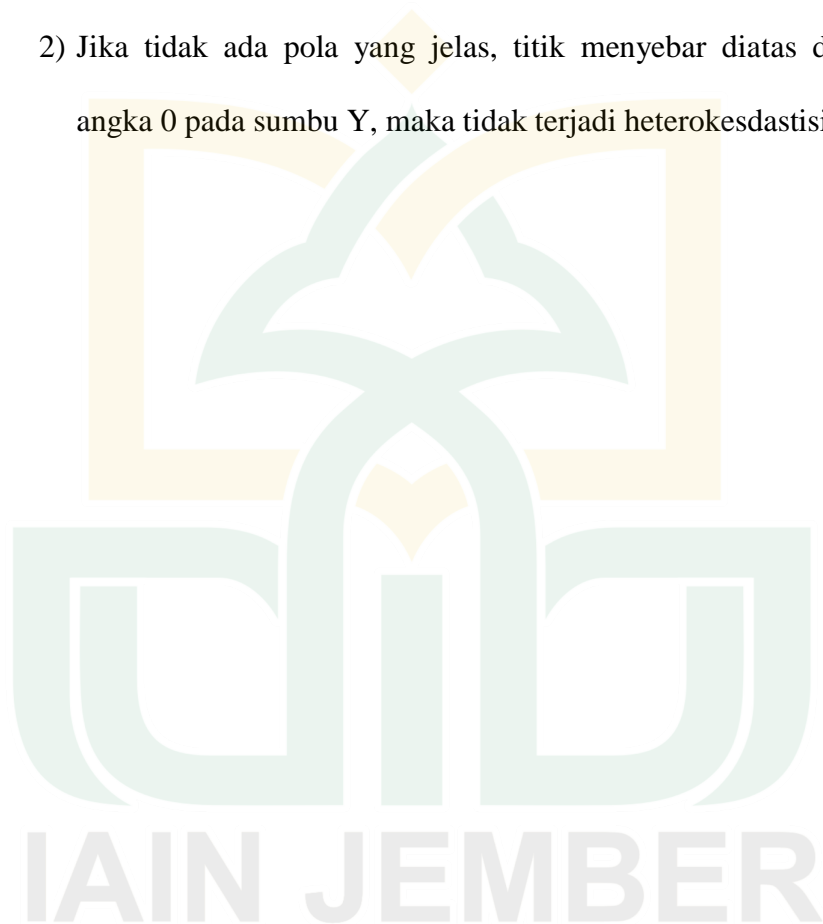 2) Jika tidak ada pola yang jelas, titik menyebar diatas
angka 0 pada sumbu Y, maka tidak terjadi
IAIN JEMBER